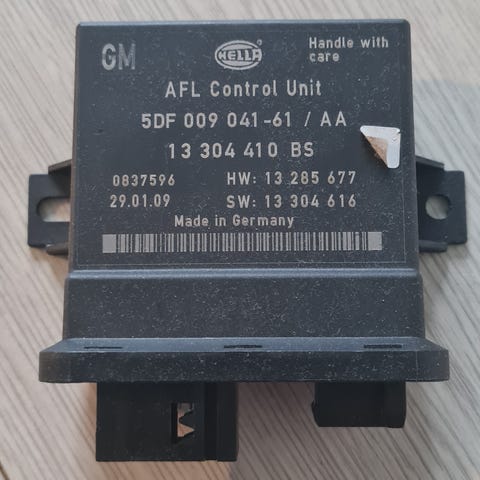 GM
HELLA
Handle with
care
AFL Control Unit
5DF 009 041-61 / AA
13 304 410 BS
0837596 HW: 13 285 677
29.01.09 SW: 13 304 616
Made in Germany